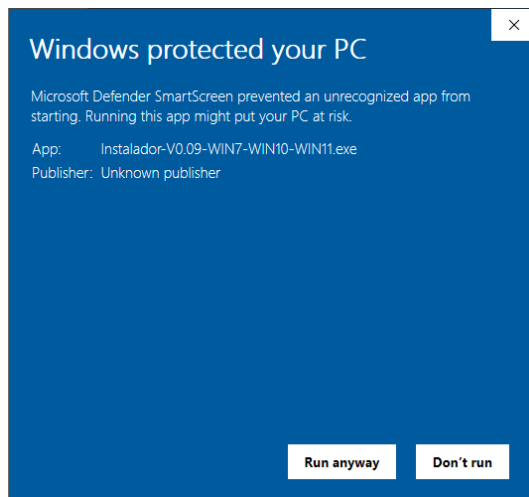 Windows protected your PC
Microsoft Defender SmartScreen prevented an unrecognized app from
starting. Running this app might put your PC at risk.
App: Instalador-V0.09-WIN7-WIN10-WIN11.exe
Publisher: Unknown publisher
Run anyway Don't run